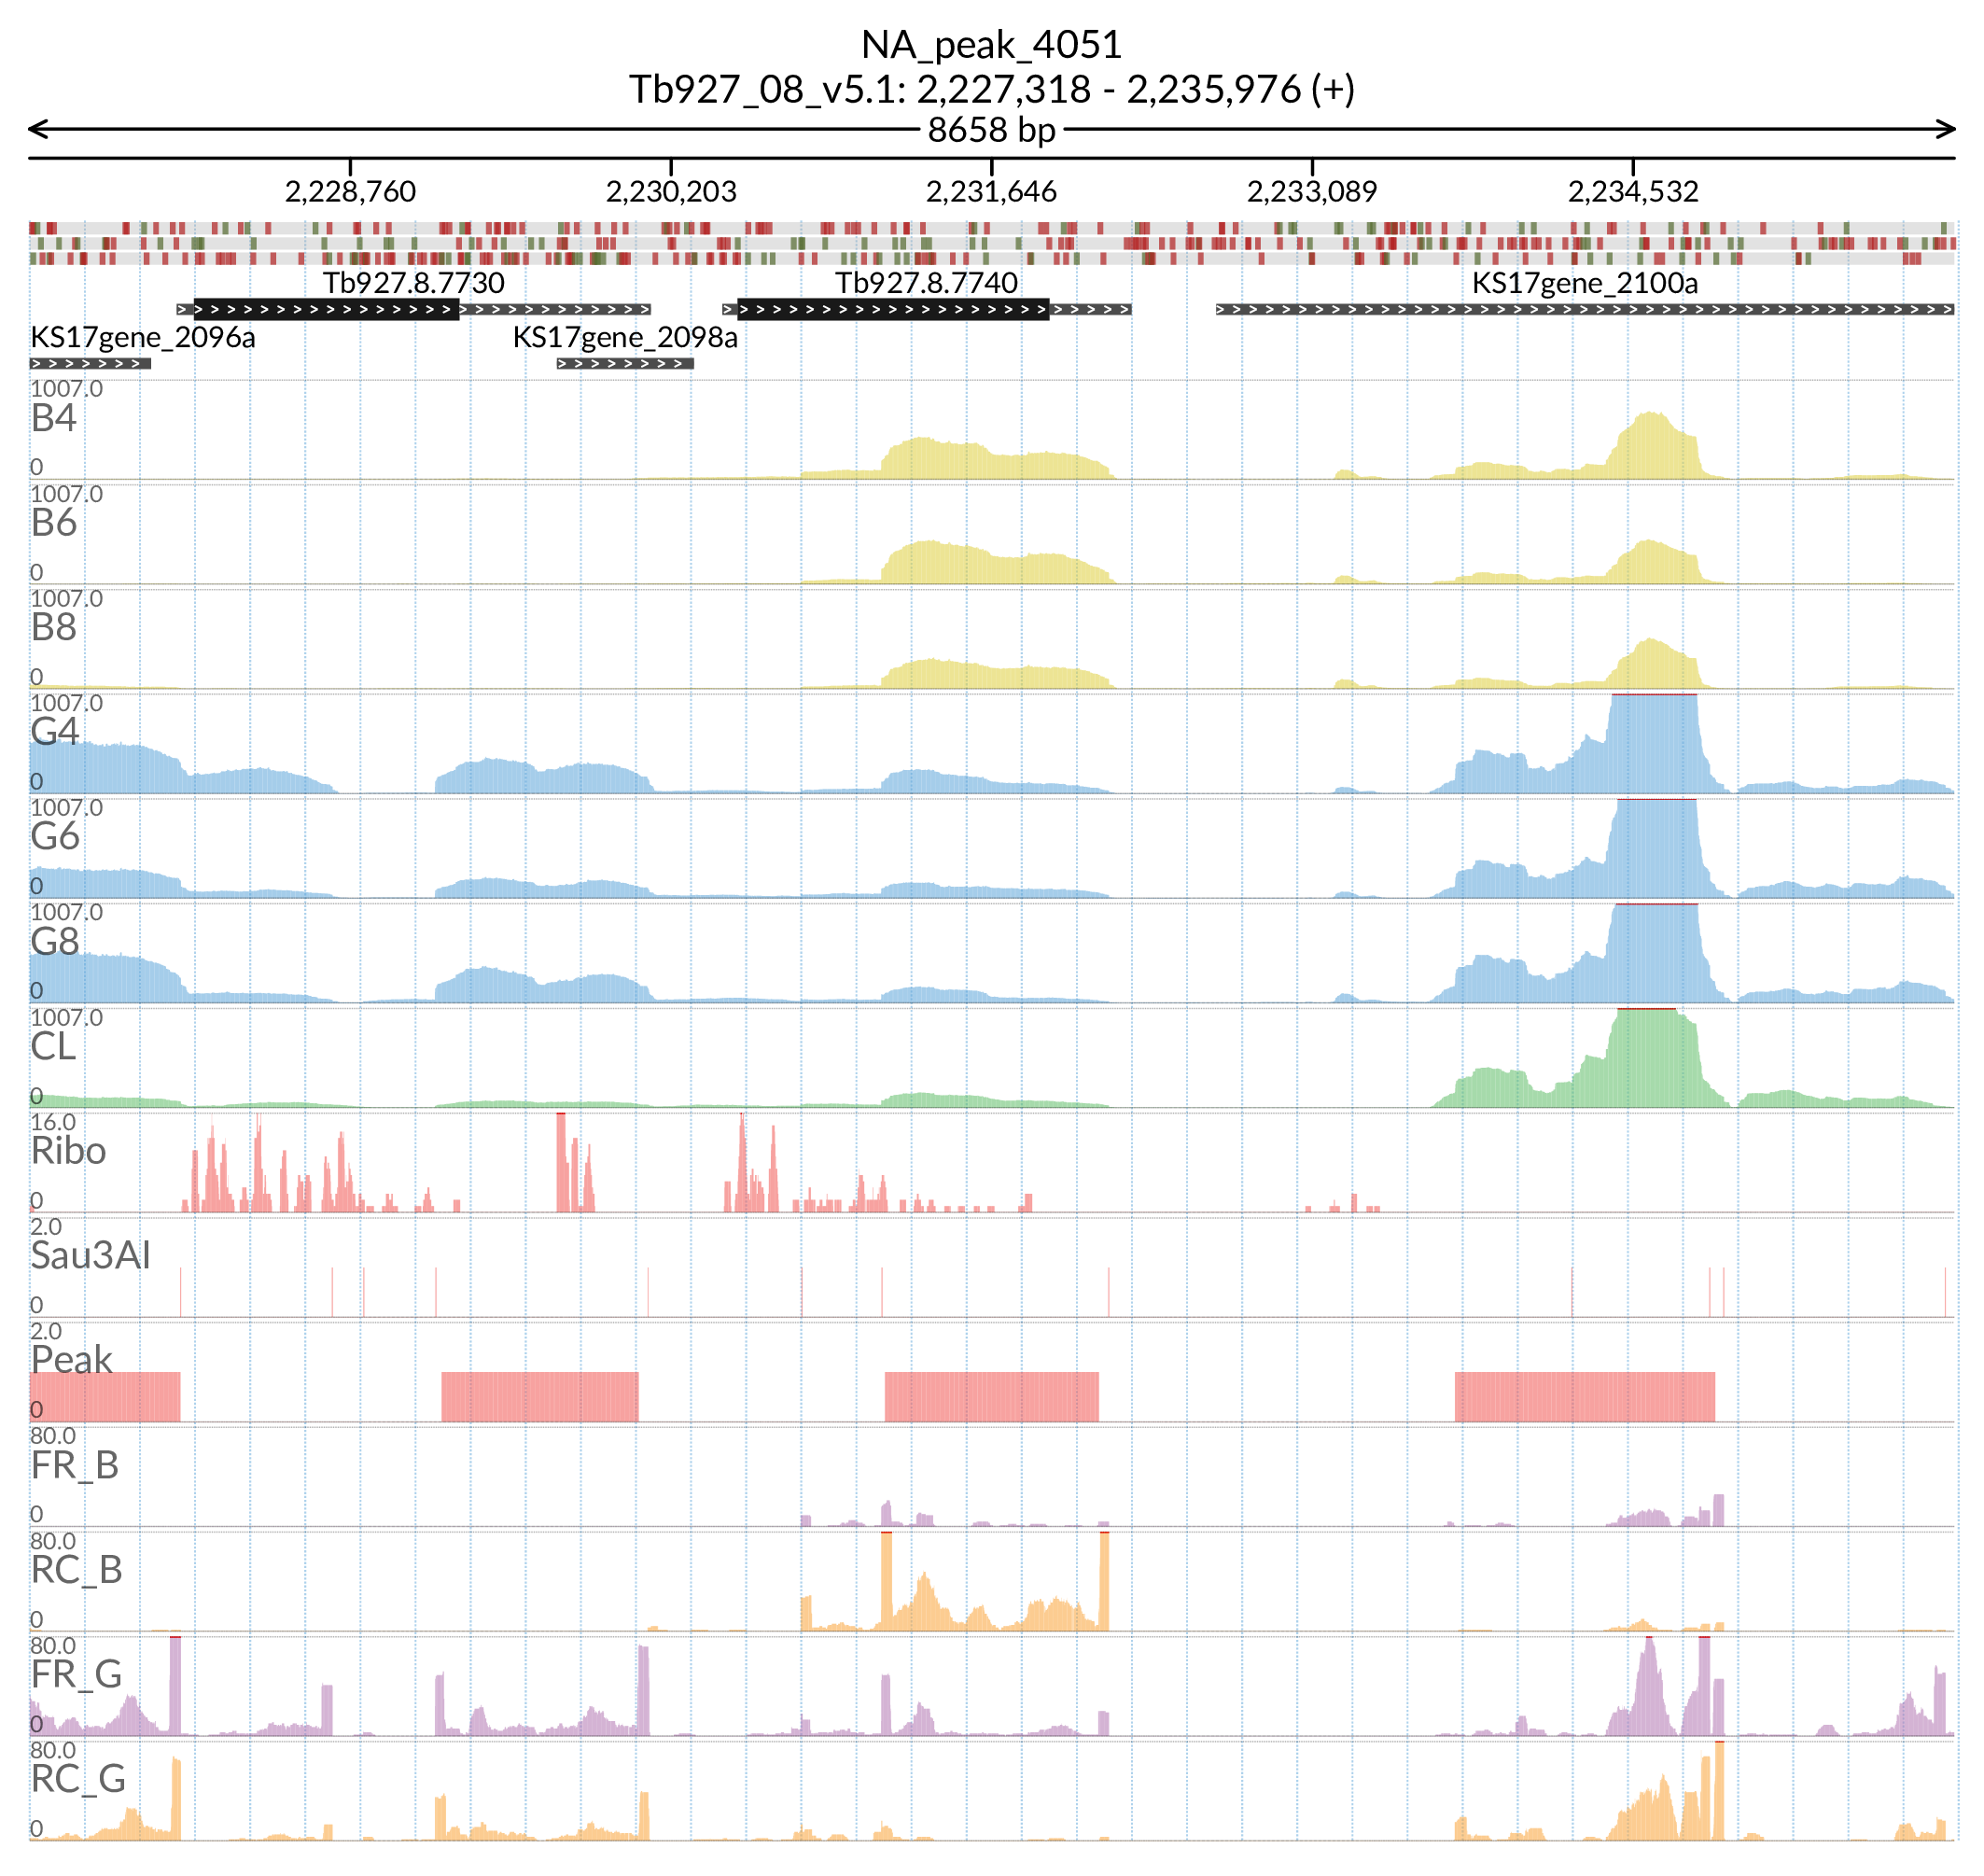 NA_peak_4051
Tb927_08_v5.1: 2,227,318 - 2,235,976 (+)
8658 bp
2,228,760 2,230,203 2,231,646 2,233,089 2,234,532
Tb927.8.7730 Tb927.8.7740 KS17gene_2100a
KS17gene_2096a KS17gene_2098a
1007.0
B4
0
1007.0
B6
0
1007.0
B8
0
1007.0
G4
0
1007.0
G6
0
1007.0
G8
0
1007.0
CL
0
16.0
Ribo
0
2.0
Sau3AI
0
2.0
Peak
0
80.0
FR_B
0
80.0
RC_B
0
80.0
FR_G
0
80.0
RC_G
0